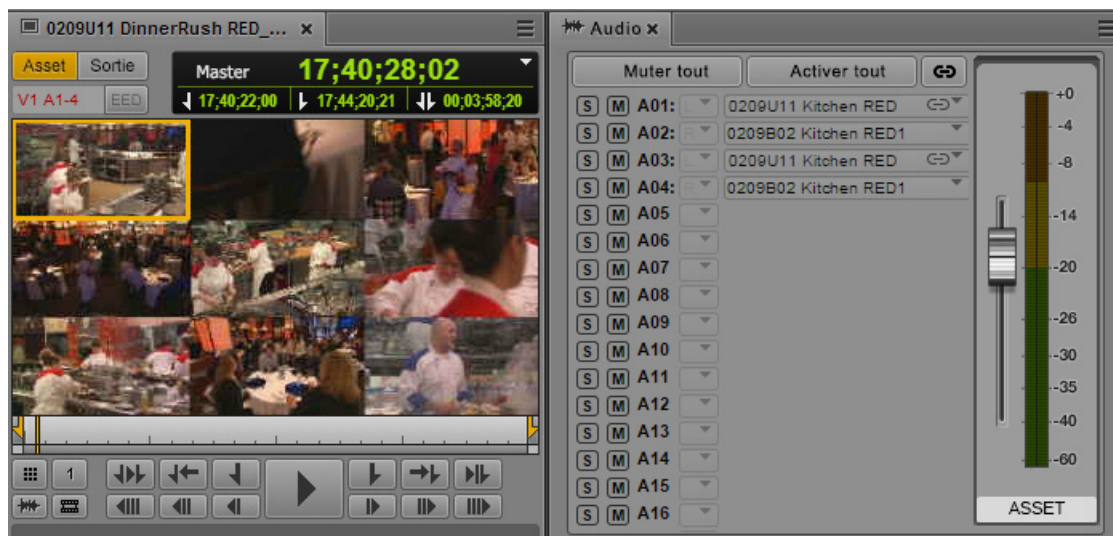 0209U11 DinnerRush RED_... x
Asset Sortie
Master 17;40;28;02
V1 A1-4 EED
17;40;22;00 17;44;20;21 00;03;58;20
1
Audio x
Muter tout Activer tout
S M A01: L 0209U11 Kitchen RED
S M A02: R 0209B02 Kitchen RED1
S M A03: L 0209U11 Kitchen RED
S M A04: R 0209B02 Kitchen RED1
S M A05
S M A06
S M A07
S M A08
S M A09
S M A10
S M A11
S M A12
S M A13
S M A14
S M A15
S M A16
+0
-4
-8
-14
-20
-26
-30
-35
-40
-60
ASSET